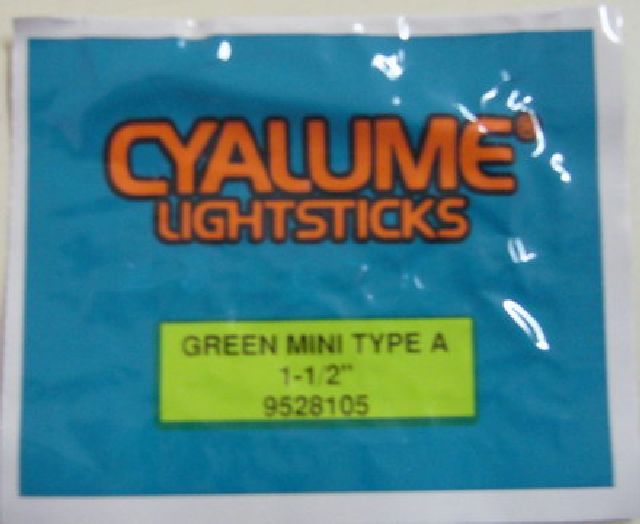 CYALUME®
LIGHTSTICKS
GREEN MINI TYPE A
1-1/2"
9528105